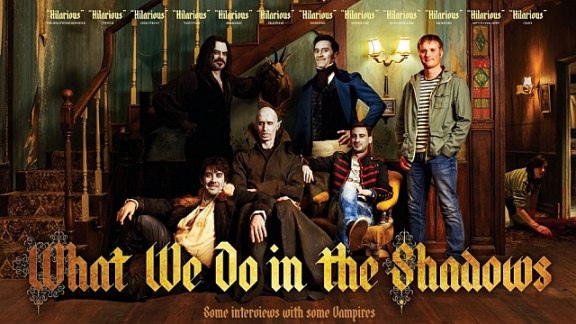 "Hilarious" "Hilarious" "Hilarious" "Hilarious" "Hilarious" "Hilarious" "Hilarious" "Hilarious" "Hilarious" "Hilarious" "Hilarious" "Hilarious"
What We Do in the Shadows
Some interviews with some Vampires